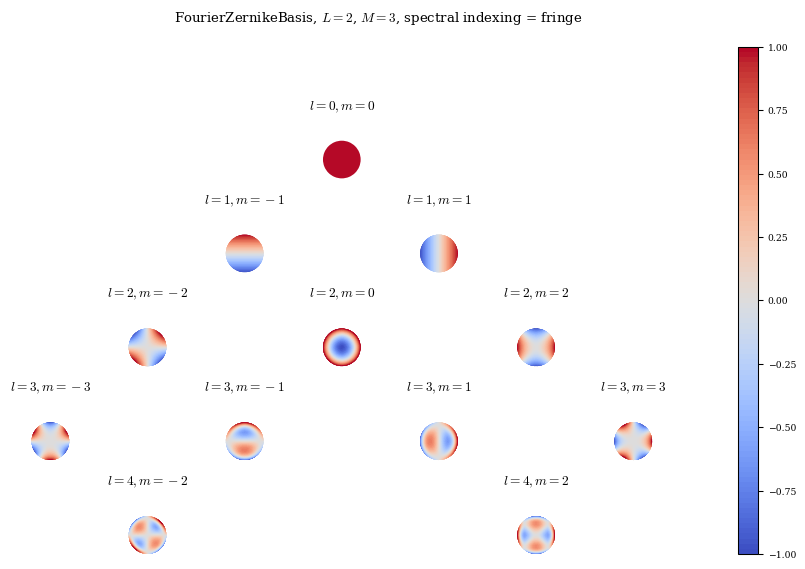 FourierZernikeBasis, L = 2, M = 3, spectral indexing = fringe
l = 0, m = 0
l = 1, m = −1
l = 1, m = 1
l = 2, m = −2
l = 2, m = 0
l = 2, m = 2
l = 3, m = −3
l = 3, m = −1
l = 3, m = 1
l = 3, m = 3
l = 4, m = −2
l = 4, m = 2
1.00
0.75
0.50
0.25
0.00
−0.25
−0.50
−0.75
−1.00